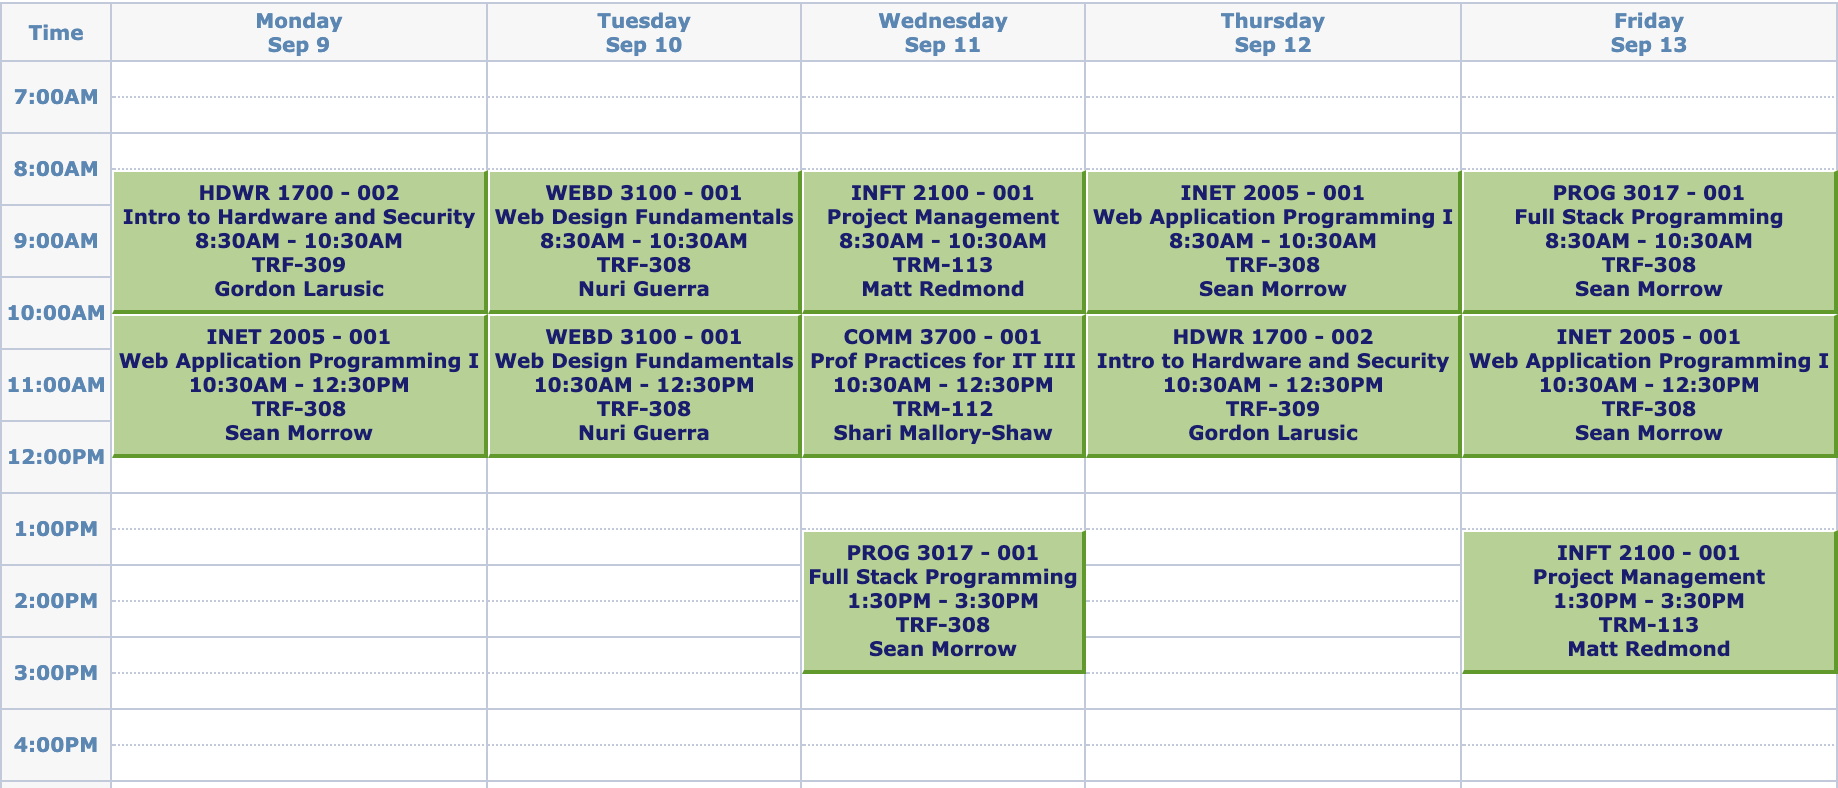 Time
Monday
Sep 9
Tuesday
Sep 10
Wednesday
Sep 11
Thursday
Sep 12
Friday
Sep 13
7:00AM
8:00AM
9:00AM
10:00AM
11:00AM
12:00PM
1:00PM
2:00PM
3:00PM
4:00PM
HDWR 1700 - 002
Intro to Hardware and Security
8:30AM - 10:30AM
TRF-309
Gordon Larusic
INET 2005 - 001
Web Application Programming I
10:30AM - 12:30PM
TRF-308
Sean Morrow
WEBD 3100 - 001
Web Design Fundamentals
8:30AM - 10:30AM
TRF-308
Nuri Guerra
WEBD 3100 - 001
Web Design Fundamentals
10:30AM - 12:30PM
TRF-308
Nuri Guerra
INFT 2100 - 001
Project Management
8:30AM - 10:30AM
TRM-113
Matt Redmond
COMM 3700 - 001
Prof Practices for IT III
10:30AM - 12:30PM
TRM-112
Shari Mallory-Shaw
PROG 3017 - 001
Full Stack Programming
1:30PM - 3:30PM
TRF-308
Sean Morrow
INET 2005 - 001
Web Application Programming I
8:30AM - 10:30AM
TRF-308
Sean Morrow
HDWR 1700 - 002
Intro to Hardware and Security
10:30AM - 12:30PM
TRF-309
Gordon Larusic
PROG 3017 - 001
Full Stack Programming
8:30AM - 10:30AM
TRF-308
Sean Morrow
INET 2005 - 001
Web Application Programming I
10:30AM - 12:30PM
TRF-308
Sean Morrow
INFT 2100 - 001
Project Management
1:30PM - 3:30PM
TRM-113
Matt Redmond